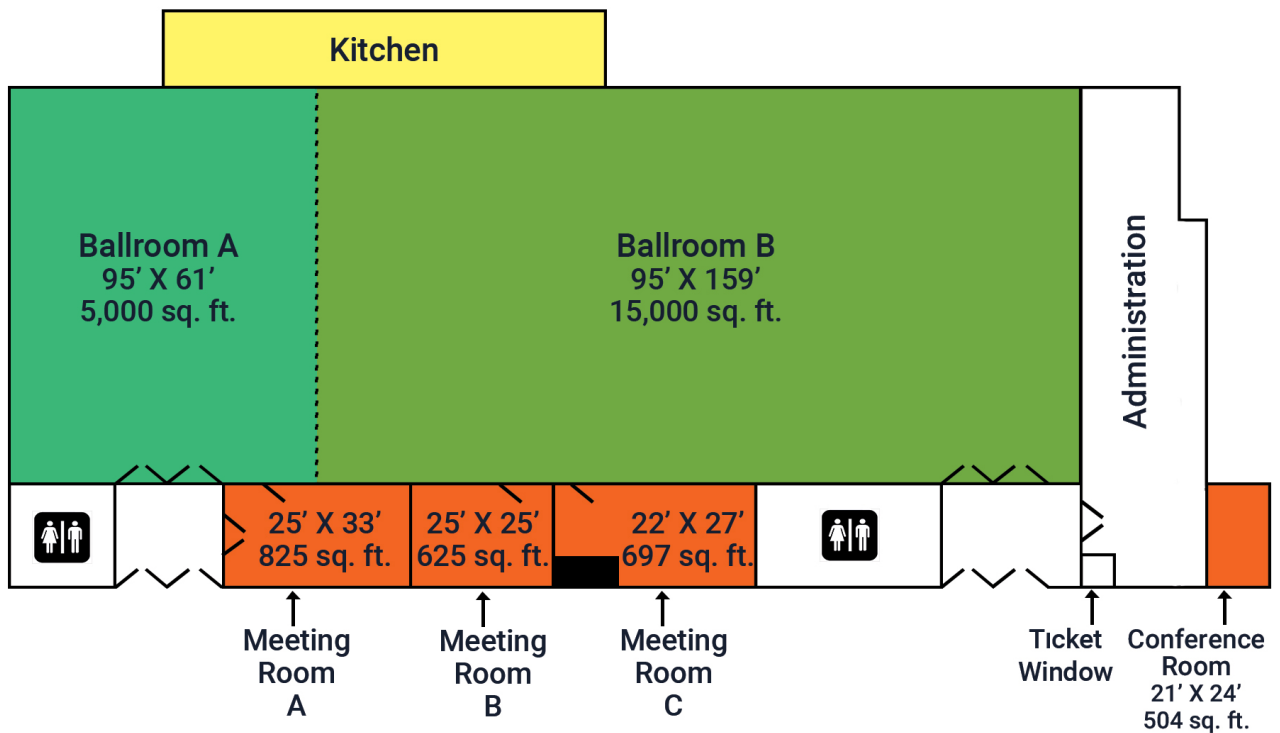 Kitchen
Ballroom A
95’ X 61’
5,000 sq. ft.
Ballroom B
95’ X 159’
15,000 sq. ft.
Administration
25’ X 33’
825 sq. ft.
25’ X 25’
625 sq. ft.
22’ X 27’
697 sq. ft.
Meeting
Room
A
Meeting
Room
B
Meeting
Room
C
Tıcket
Window
Conference
Room
21’ X 24’
504 sq. ft.